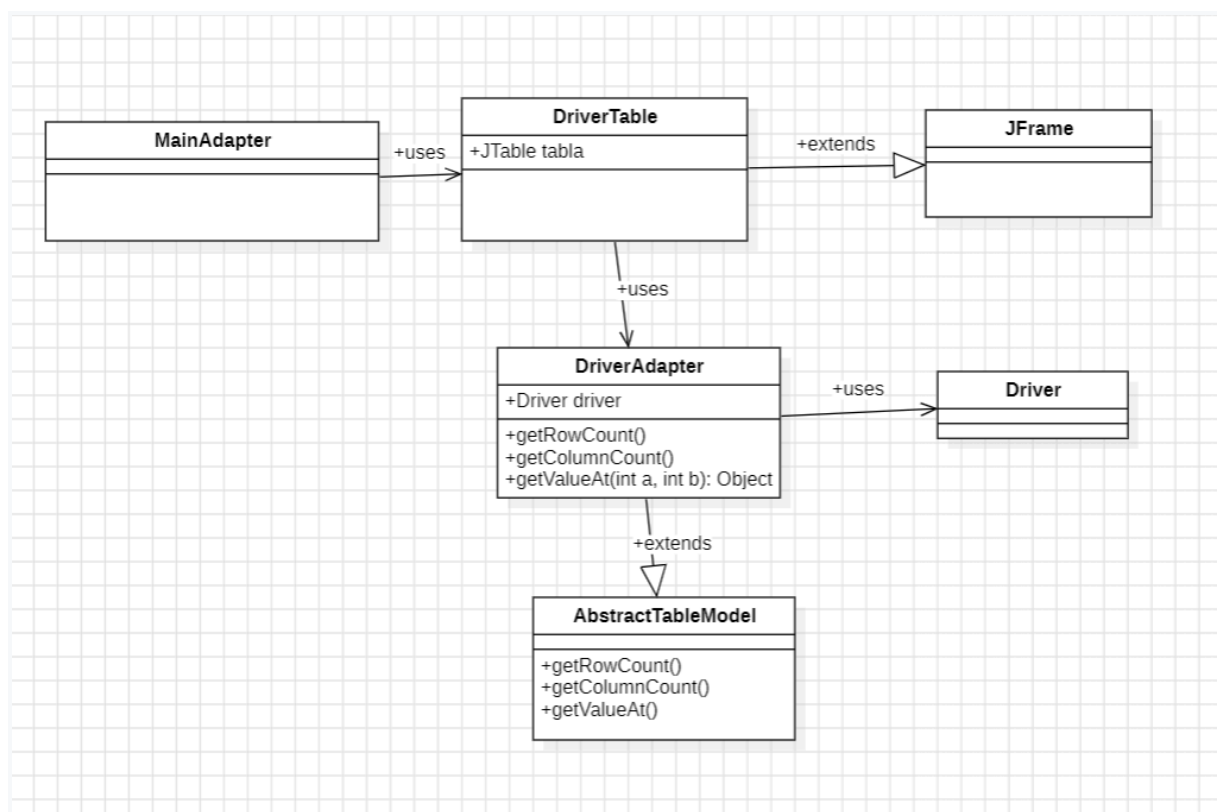 MainAdapter
+uses
DriverTable
+JTable tabla
+extends
JFrame
+uses
DriverAdapter
+Driver driver
+getRowCount()
+getColumnCount()
+getValueAt(int a, int b): Object
+uses
Driver
+extends
AbstractTableModel
+getRowCount()
+getColumnCount()
+getValueAt()